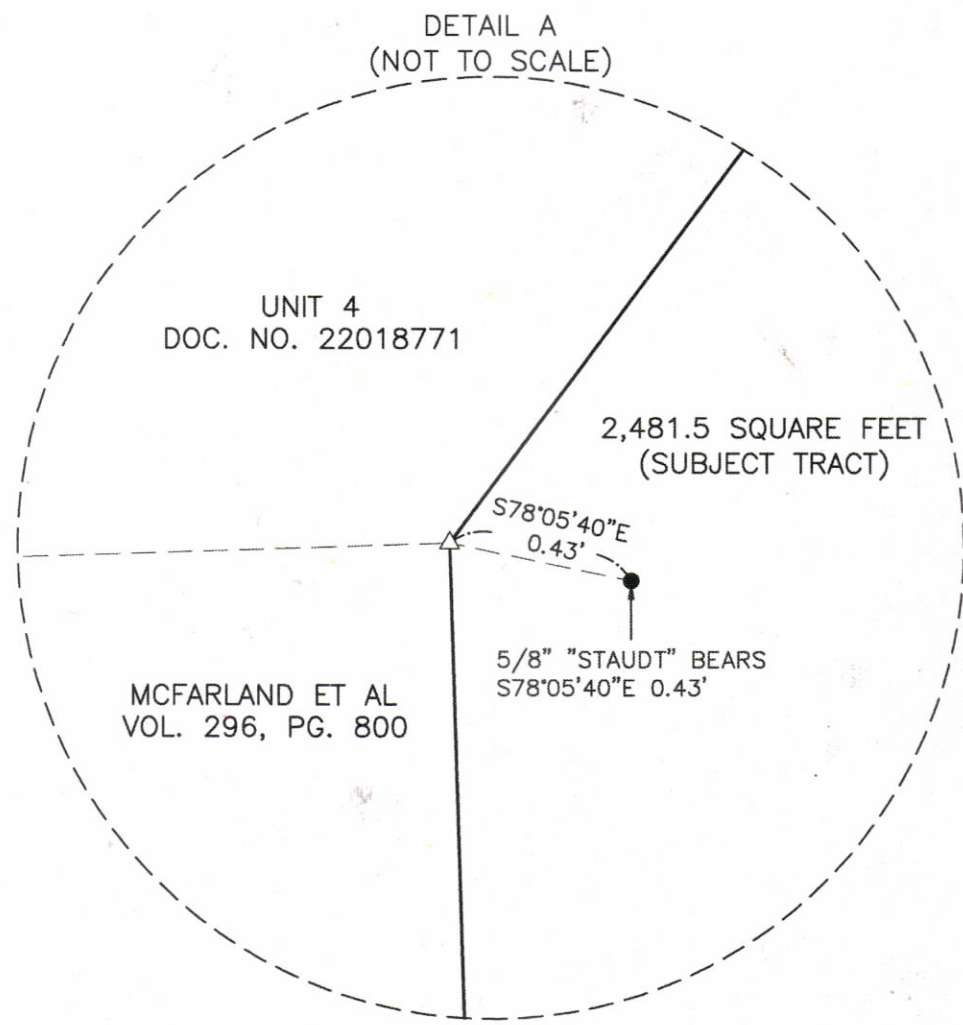 DETAIL A
(NOT TO SCALE)
UNIT 4
DOC. NO. 22018771
2,481.5 SQUARE FEET
(SUBJECT TRACT)
S78°05'40"E
0.43'
5/8" "STAUDT" BEARS
S78°05'40"E 0.43'
MCFARLAND ET AL
VOL. 296, PG. 800